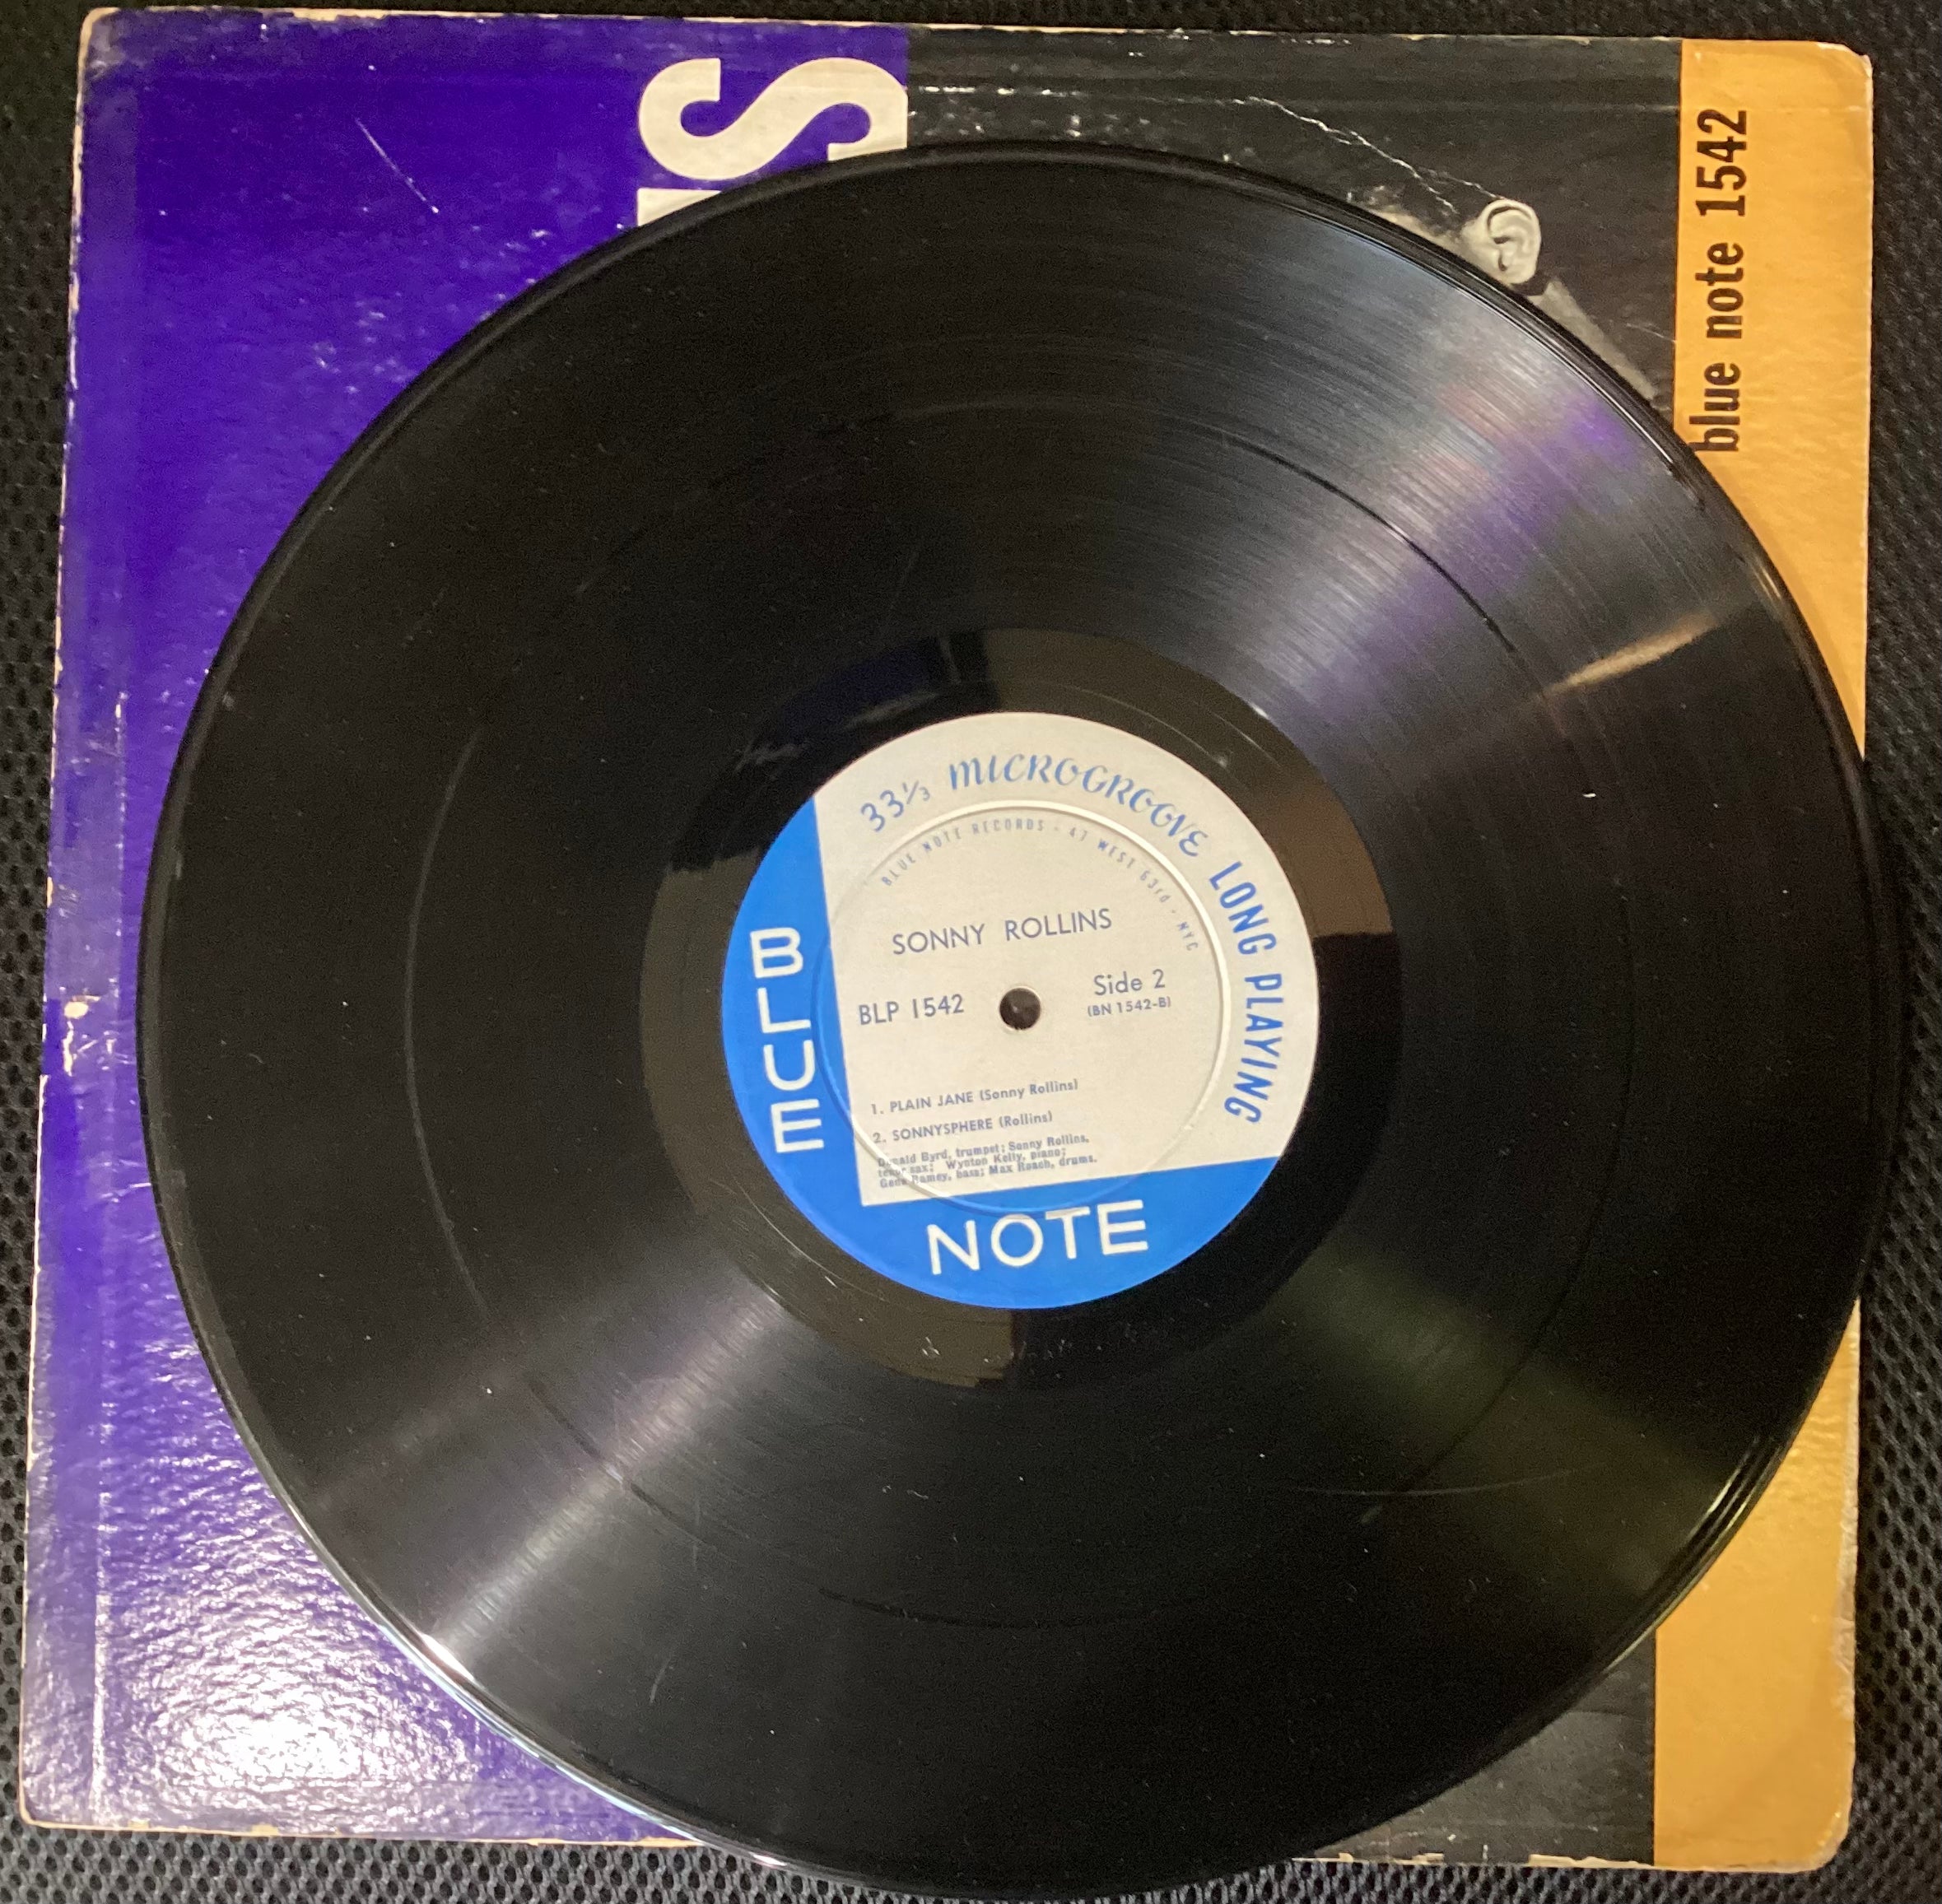 S
blue note 1542
33⅓ MICROGROOVE LONG PLAYING
BLUE NOTE RECORDS · 47 WEST 63rd · NYC
SONNY ROLLINS
BLP 1542
Side 2
(BN 1542-B)
1. PLAIN JANE (Sonny Rollins)
2. SONNYSPHERE (Rollins)
Donald Byrd, trumpet; Sonny Rollins,
tenor sax; Wynton Kelly, piano;
Gene Ramey, bass; Max Roach, drums.
BLUE
NOTE